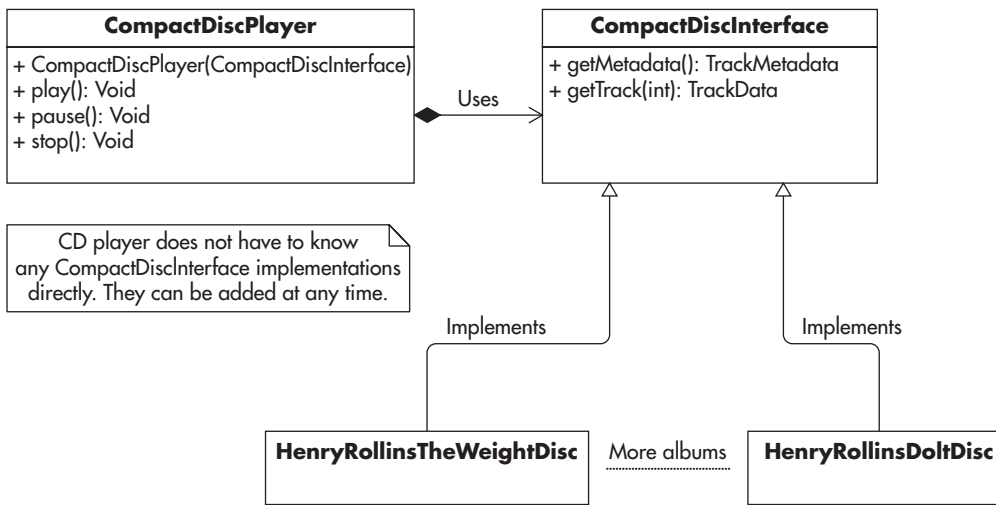 CompactDiscPlayer
+ CompactDiscPlayer(CompactDiscInterface)
+ play(): Void
+ pause(): Void
+ stop(): Void
Uses
CompactDiscInterface
+ getMetadata(): TrackMetadata
+ getTrack(int): TrackData
CD player does not have to know
any CompactDiscInterface implementations
directly. They can be added at any time.
Implements
Implements
HenryRollinsTheWeightDisc
More albums
HenryRollinsDoItDisc